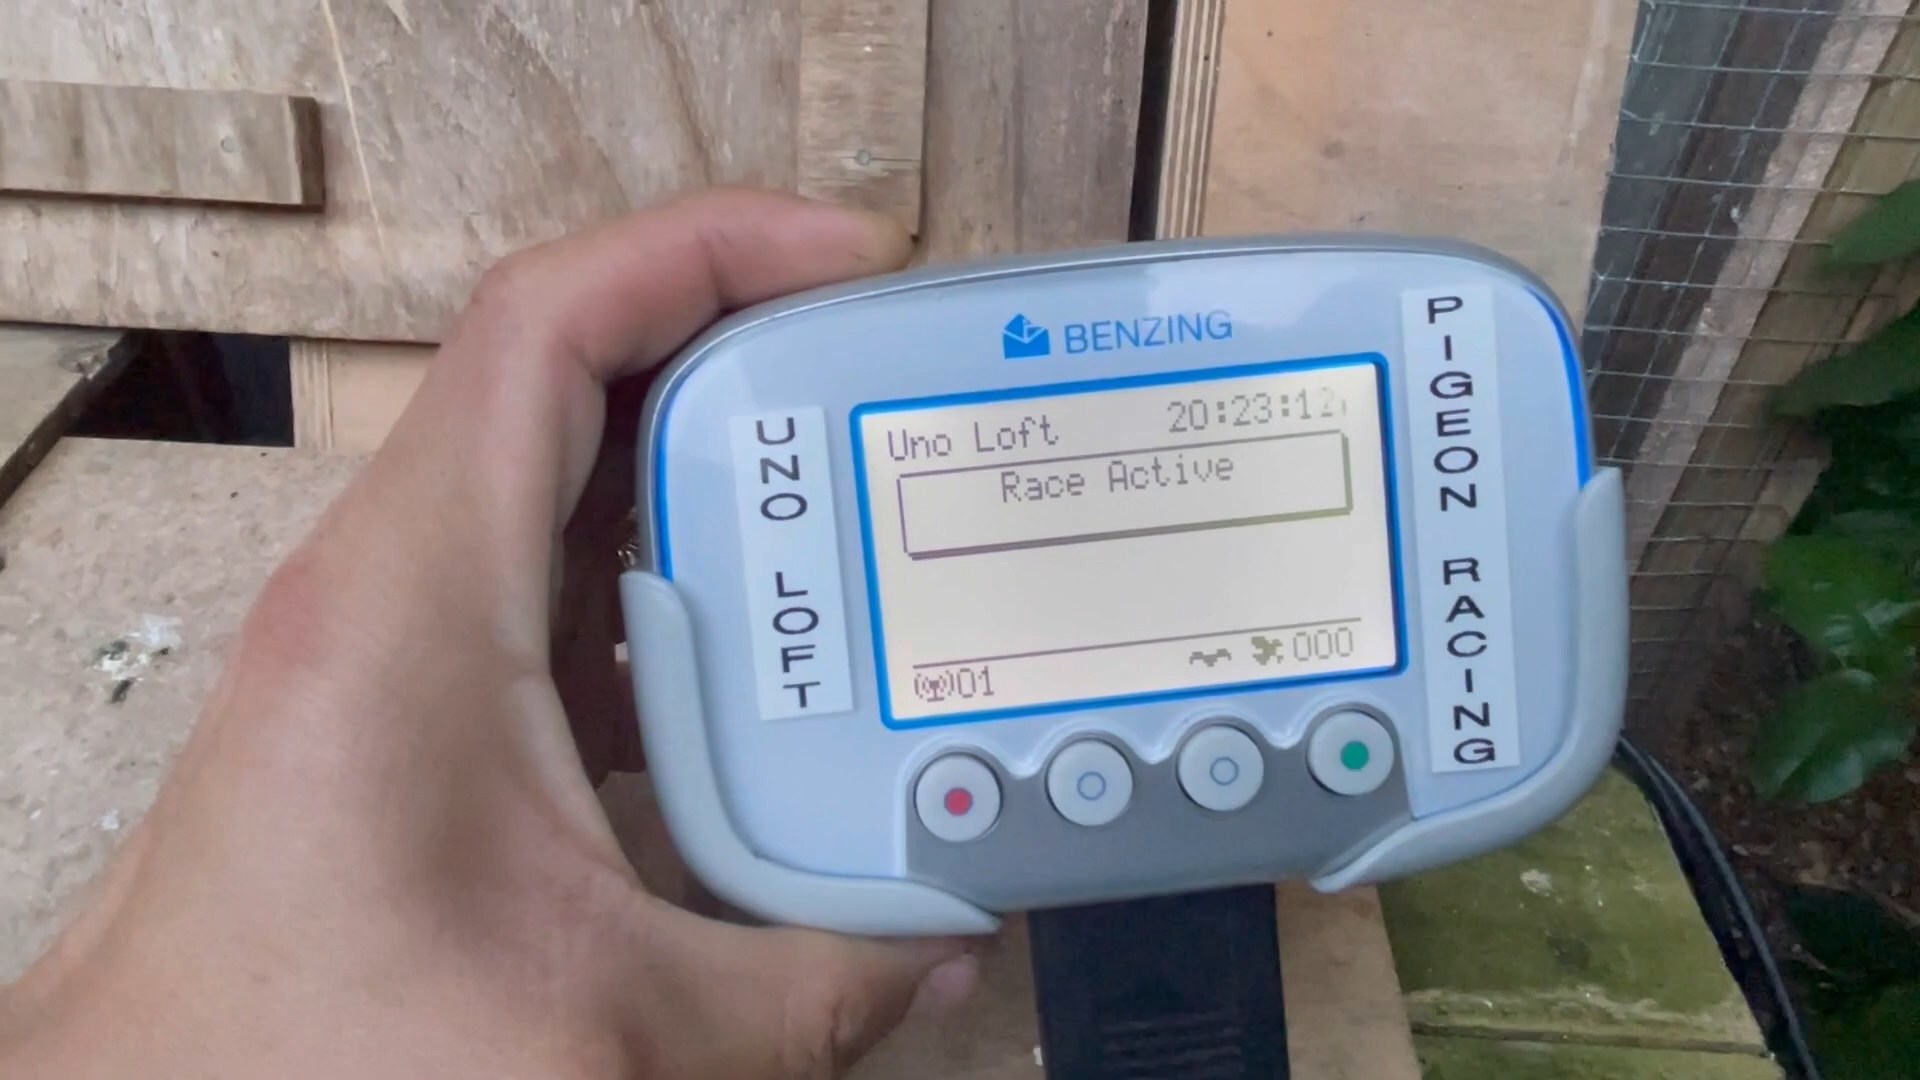 BENZING
UNO LOFT
PIGEON RACING
Uno Loft 20:23:12
Race Active
01 000